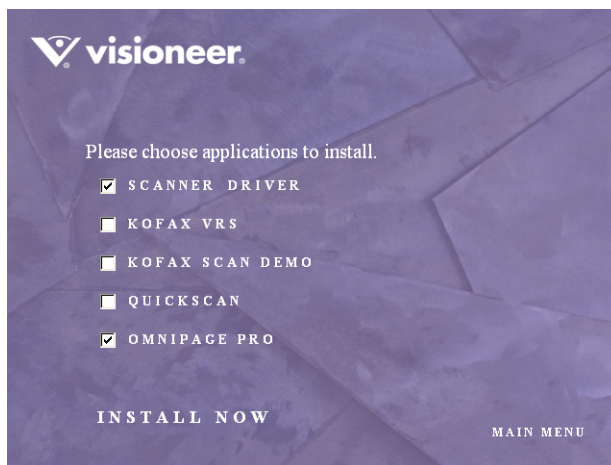 visioneer®
Please choose applications to install.
SCANNER DRIVER
KOFAX VRS
KOFAX SCAN DEMO
QUICKSCAN
OMNIPAGE PRO
INSTALL NOW
MAIN MENU